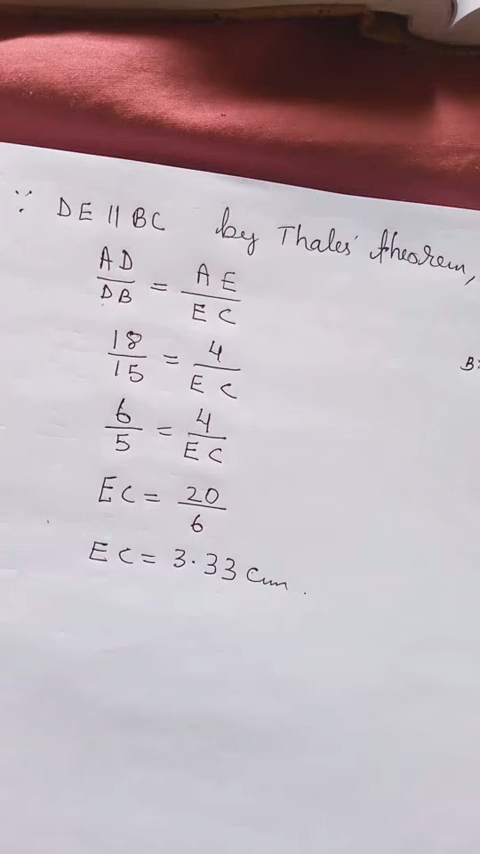 ∵ DE || BC by Thales' theorem,
AD/DB = AE/EC
18/15 = 4/EC
6/5 = 4/EC
EC = 20/6
EC = 3.33 cm.
B